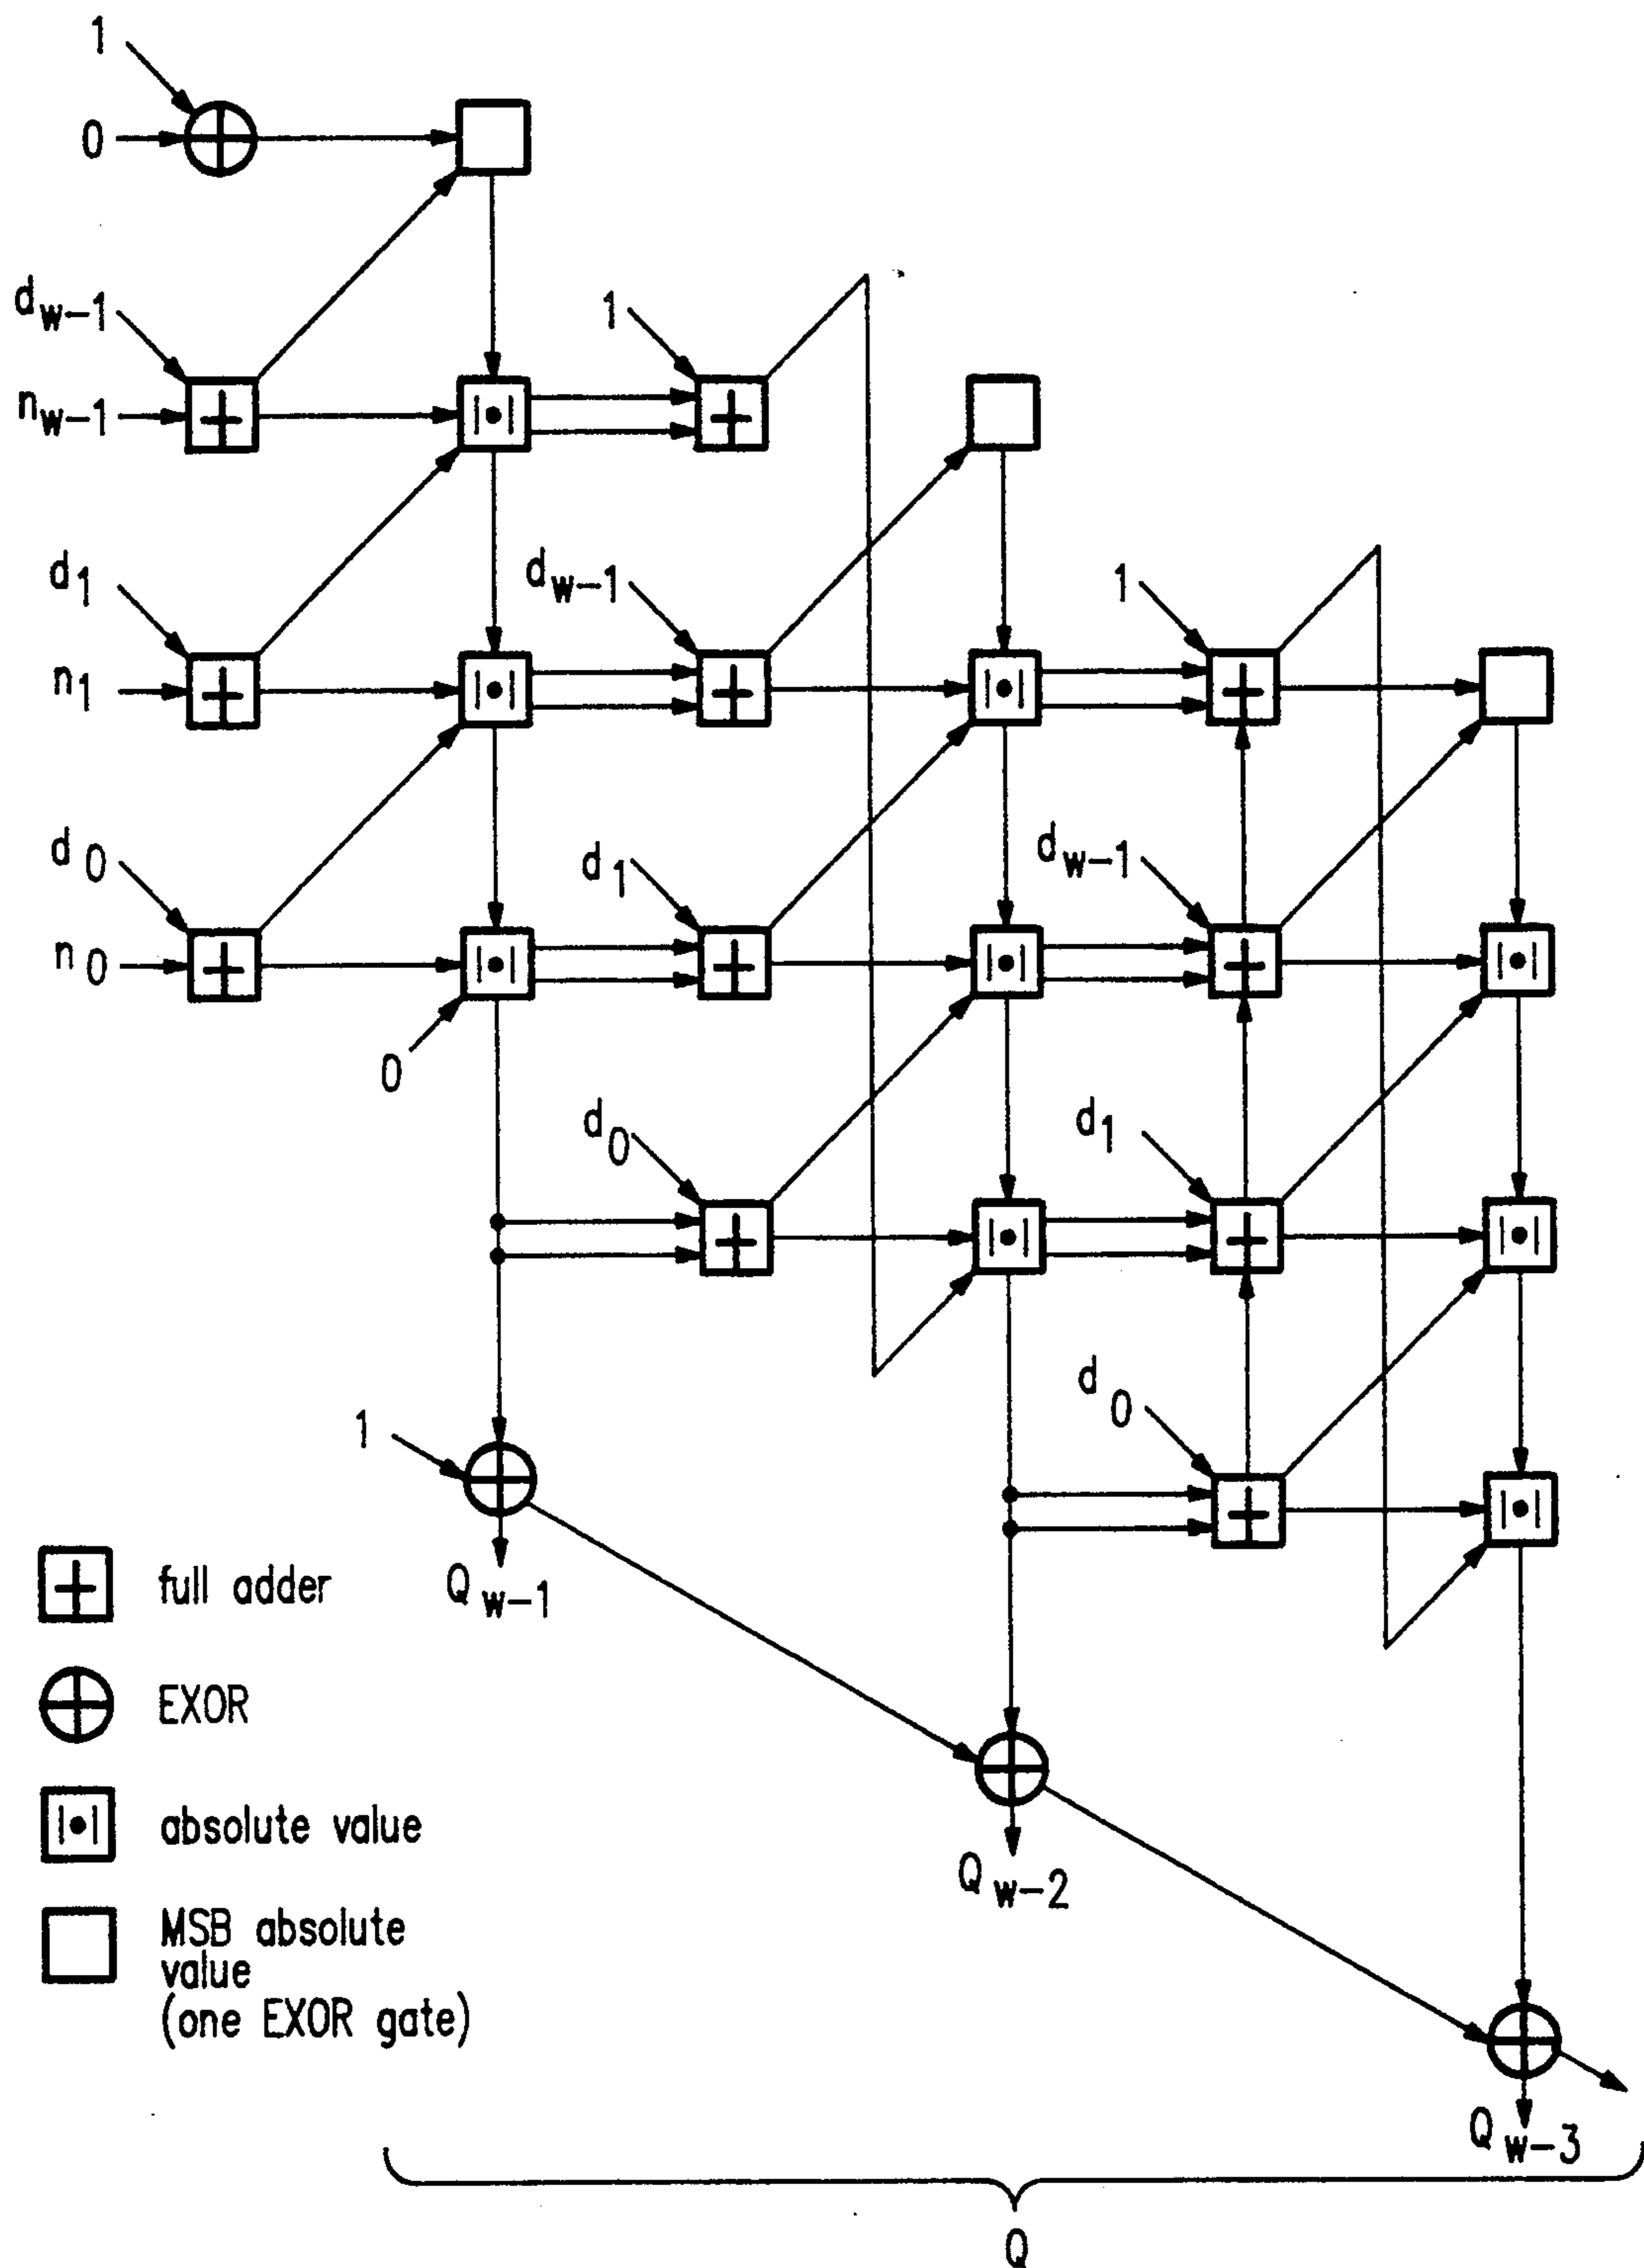 1
0
d w-1
n w-1
1
d 1
n 1
d w-1
1
d 0
n 0
d 1
d w-1
0
d 0
d 1
d 0
1
full adder
Q w-1
EXOR
absolute value
Q w-2
MSB absolute
value
(one EXOR gate)
Q w-3
Q